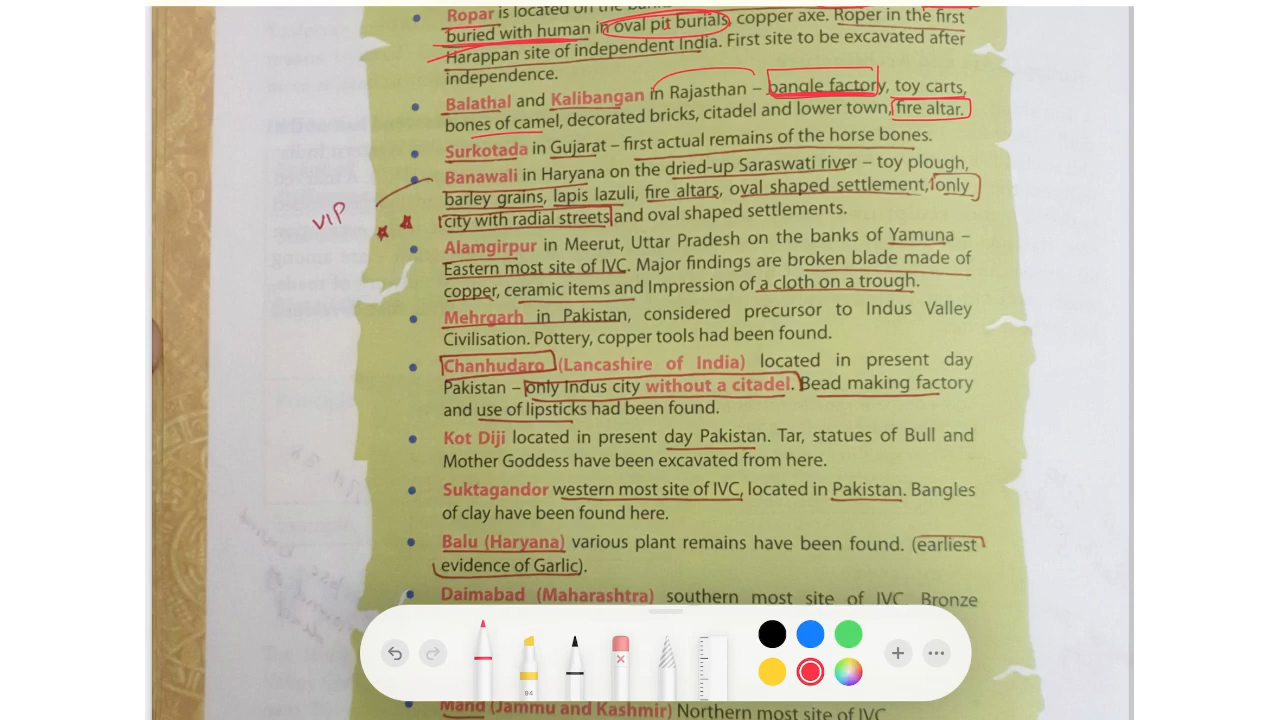 Ropar is located on the
buried with human in oval pit burials, copper axe. Roper in the first
Harappan site of independent India. First site to be excavated after
independence.
Balathal and Kalibangan in Rajasthan – bangle factory, toy carts,
bones of camel, decorated bricks, citadel and lower town, fire altar.
Surkotada in Gujarat – first actual remains of the horse bones.
Banawali in Haryana on the dried-up Saraswati river – toy plough,
barley grains, lapis lazuli, fire altars, oval shaped settlement, only
city with radial streets and oval shaped settlements.
VIP
Alamgirpur in Meerut, Uttar Pradesh on the banks of Yamuna –
Eastern most site of IVC. Major findings are broken blade made of
copper, ceramic items and Impression of a cloth on a trough.
Mehrgarh in Pakistan, considered precursor to Indus Valley
Civilisation. Pottery, copper tools had been found.
Chanhudaro (Lancashire of India) located in present day
Pakistan – only Indus city without a citadel. Bead making factory
and use of lipsticks had been found.
Kot Diji located in present day Pakistan. Tar, statues of Bull and
Mother Goddess have been excavated from here.
Suktagandor western most site of IVC, located in Pakistan. Bangles
of clay have been found here.
Balu (Haryana) various plant remains have been found. (earliest
evidence of Garlic).
Daimabad (Maharashtra) southern most site of IVC. Bronze
94
Mand (Jammu and Kashmir) Northern most site of IVC